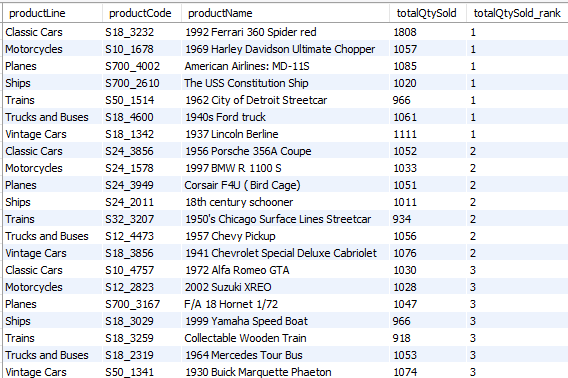 productLine productCode productName totalQtySold totalQtySold_rank
Classic Cars S18_3232 1992 Ferrari 360 Spider red 1808 1
Motorcycles S10_1678 1969 Harley Davidson Ultimate Chopper 1057 1
Planes S700_4002 American Airlines: MD-11S 1085 1
Ships S700_2610 The USS Constitution Ship 1020 1
Trains S50_1514 1962 City of Detroit Streetcar 966 1
Trucks and Buses S18_4600 1940s Ford truck 1061 1
Vintage Cars S18_1342 1937 Lincoln Berline 1111 1
Classic Cars S24_3856 1956 Porsche 356A Coupe 1052 2
Motorcycles S24_1578 1997 BMW R 1100 S 1033 2
Planes S24_3949 Corsair F4U ( Bird Cage) 1051 2
Ships S24_2011 18th century schooner 1011 2
Trains S32_3207 1950's Chicago Surface Lines Streetcar 934 2
Trucks and Buses S12_4473 1957 Chevy Pickup 1056 2
Vintage Cars S18_3856 1941 Chevrolet Special Deluxe Cabriolet 1076 2
Classic Cars S10_4757 1972 Alfa Romeo GTA 1030 3
Motorcycles S12_2823 2002 Suzuki XREO 1028 3
Planes S700_3167 F/A 18 Hornet 1/72 1047 3
Ships S18_3029 1999 Yamaha Speed Boat 966 3
Trains S18_3259 Collectable Wooden Train 918 3
Trucks and Buses S18_2319 1964 Mercedes Tour Bus 1053 3
Vintage Cars S50_1341 1930 Buick Marquette Phaeton 1074 3